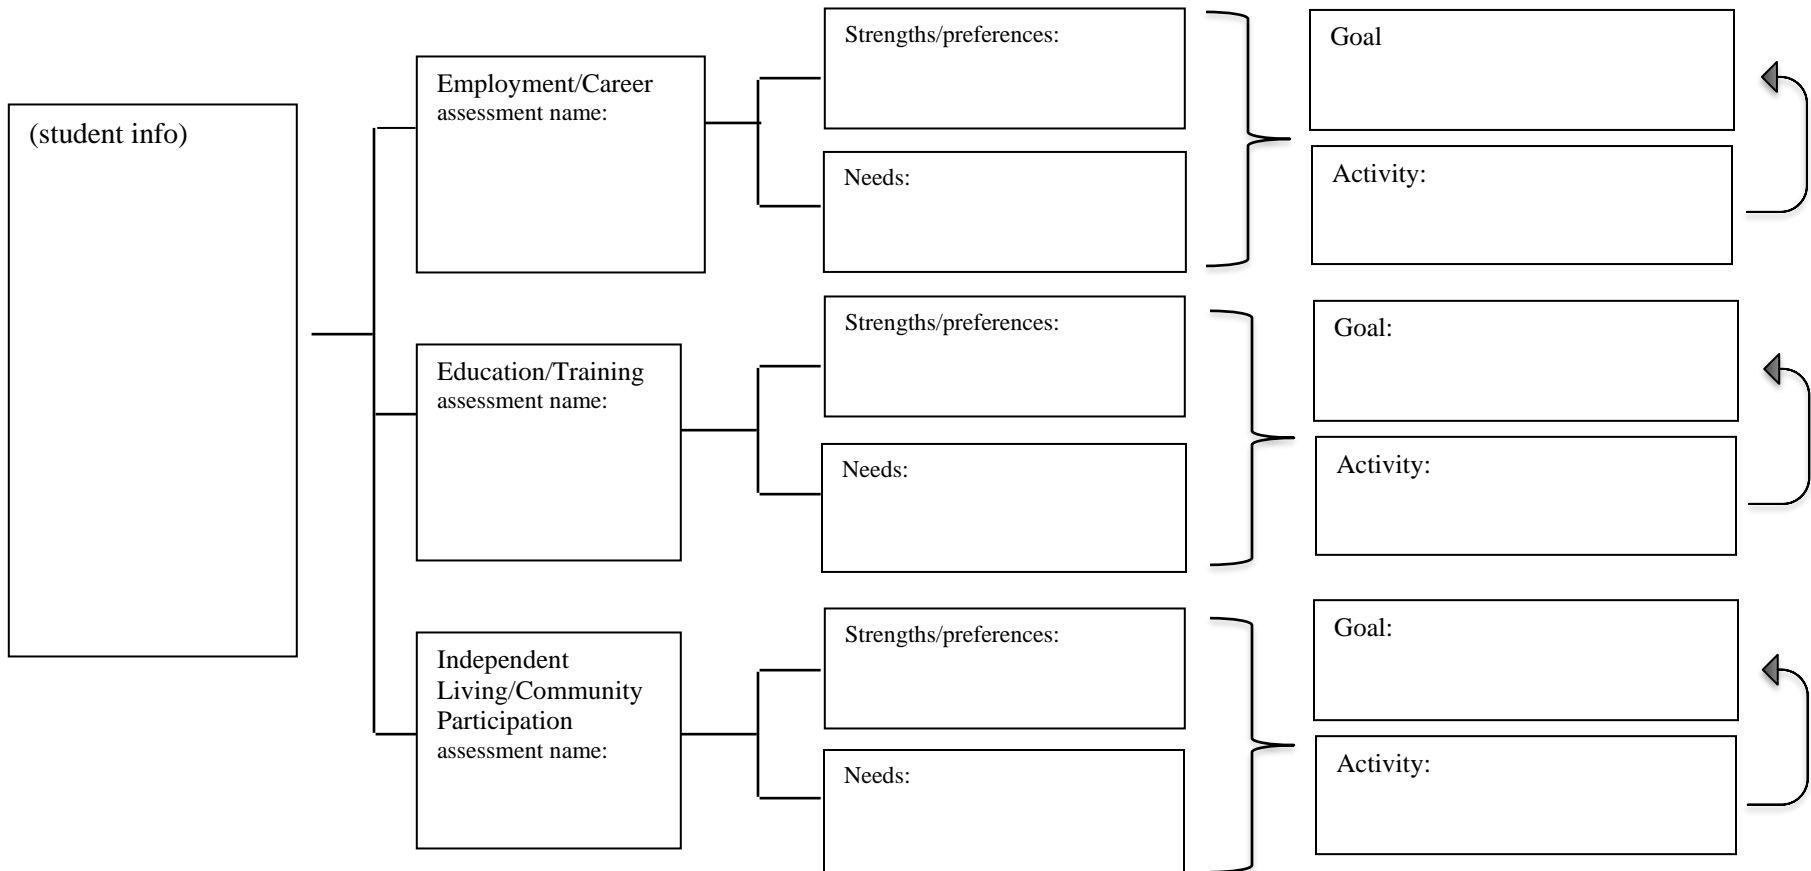 (student info)
Employment/Career
assessment name:
Strengths/preferences:
Needs:
Goal
Activity:
Education/Training
assessment name:
Strengths/preferences:
Needs:
Goal:
Activity:
Independent
Living/Community
Participation
assessment name:
Strengths/preferences:
Needs:
Goal:
Activity: